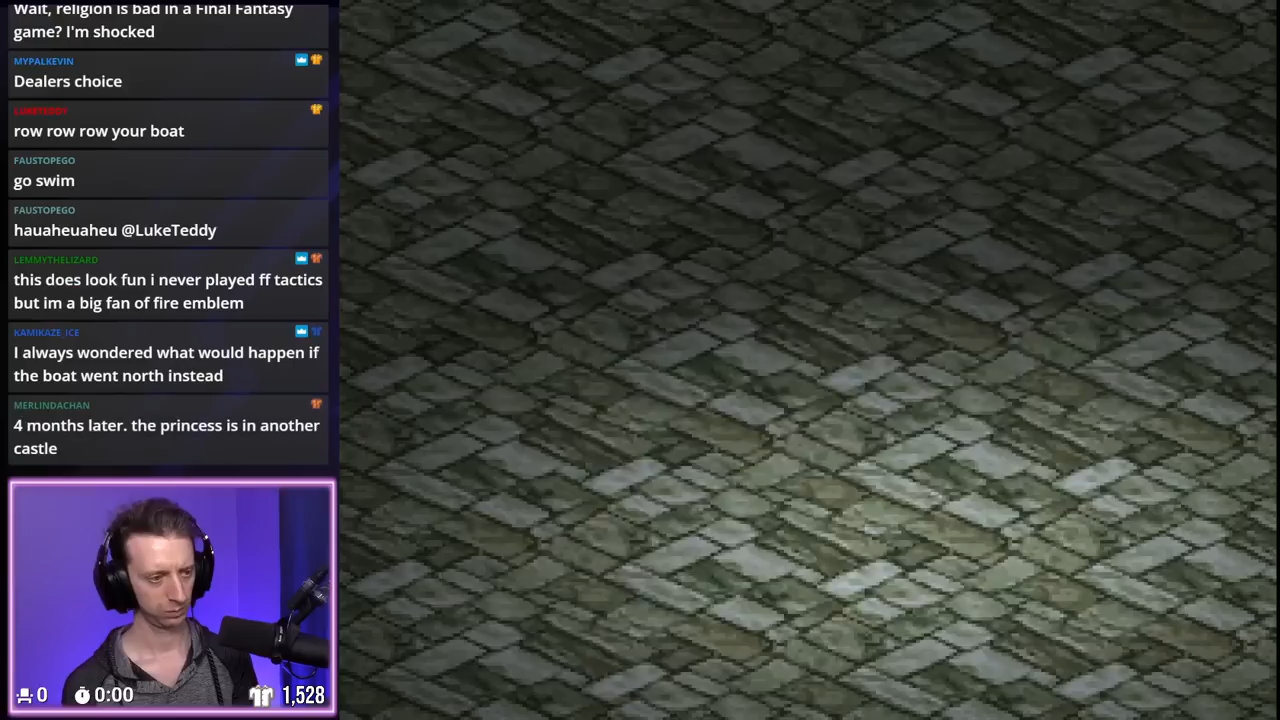 Wait, religion is bad in a Final Fantasy
game? I'm shocked
MYPALKEVIN
Dealers choice
LUKETEDDY
row row row your boat
FAUSTOPEGO
go swim
FAUSTOPEGO
hauaheuaheu @LukeTeddy
LEMMYTHELIZARD
this does look fun i never played ff tactics
but im a big fan of fire emblem
KAMIKAZE_ICE
I always wondered what would happen if
the boat went north instead
MERLINDACHAN
4 months later. the princess is in another
castle
0
0:00
1,528